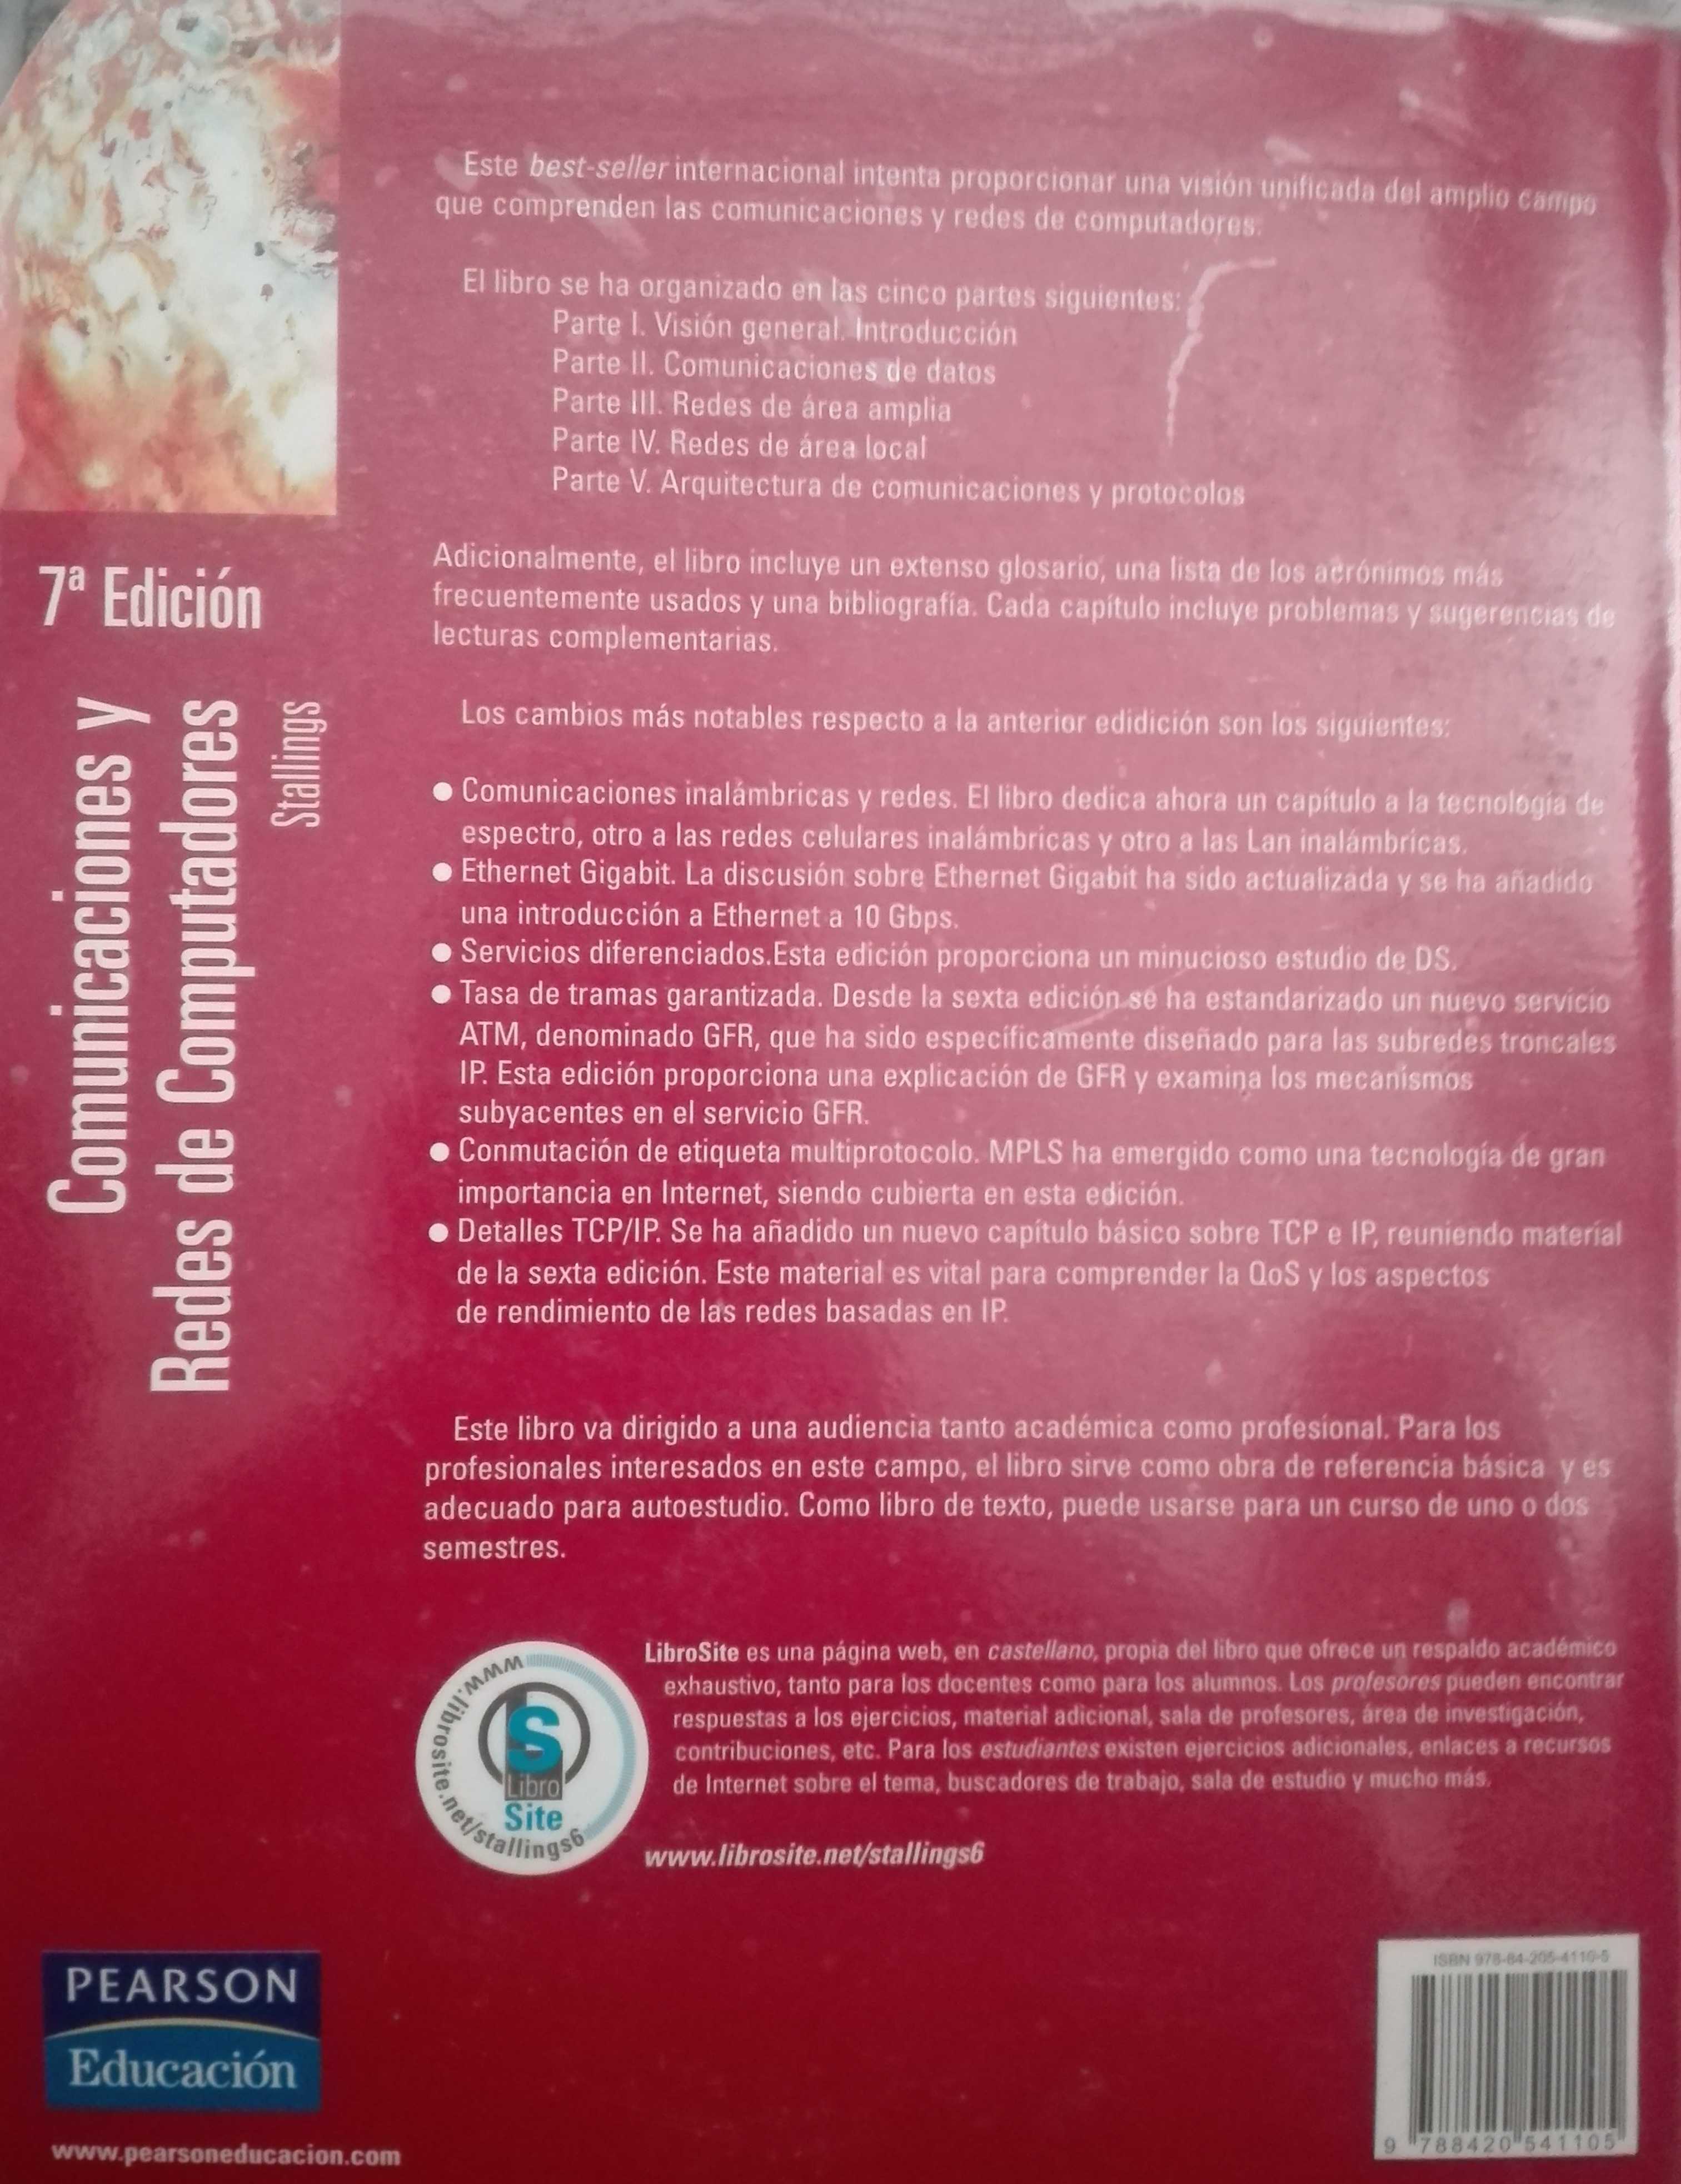 Este best-seller internacional intenta proporcionar una visión unificada del amplio campo
que comprenden las comunicaciones y redes de computadores.
El libro se ha organizado en las cinco partes siguientes:
Parte I. Visión general. Introducción
Parte II. Comunicaciones de datos
Parte III. Redes de área amplia
Parte IV. Redes de área local
Parte V. Arquitectura de comunicaciones y protocolos
Adicionalmente, el libro incluye un extenso glosario, una lista de los acrónimos más
frecuentemente usados y una bibliografía. Cada capítulo incluye problemas y sugerencias de
lecturas complementarias.
Los cambios más notables respecto a la anterior edidición son los siguientes:
● Comunicaciones inalámbricas y redes. El libro dedica ahora un capítulo a la tecnología de
espectro, otro a las redes celulares inalámbricas y otro a las Lan inalámbricas.
● Ethernet Gigabit. La discusión sobre Ethernet Gigabit ha sido actualizada y se ha añadido
una introducción a Ethernet a 10 Gbps.
● Servicios diferenciados.Esta edición proporciona un minucioso estudio de DS.
● Tasa de tramas garantizada. Desde la sexta edición se ha estandarizado un nuevo servicio
ATM, denominado GFR, que ha sido específicamente diseñado para las subredes troncales
IP. Esta edición proporciona una explicación de GFR y examina los mecanismos
subyacentes en el servicio GFR.
● Conmutación de etiqueta multiprotocolo. MPLS ha emergido como una tecnología de gran
importancia en Internet, siendo cubierta en esta edición.
● Detalles TCP/IP. Se ha añadido un nuevo capítulo básico sobre TCP e IP, reuniendo material
de la sexta edición. Este material es vital para comprender la QoS y los aspectos
de rendimiento de las redes basadas en IP.
Este libro va dirigido a una audiencia tanto académica como profesional. Para los
profesionales interesados en este campo, el libro sirve como obra de referencia básica y es
adecuado para autoestudio. Como libro de texto, puede usarse para un curso de uno o dos
semestres.
LibroSite es una página web, en castellano, propia del libro que ofrece un respaldo académico
exhaustivo, tanto para los docentes como para los alumnos. Los profesores pueden encontrar
respuestas a los ejercicios, material adicional, sala de profesores, área de investigación,
contribuciones, etc. Para los estudiantes existen ejercicios adicionales, enlaces a recursos
de Internet sobre el tema, buscadores de trabajo, sala de estudio y mucho más.
www.librosite.net/stallings6
www.librosite.net/stallings6
LS
Libro
Site
7ª Edición
Comunicaciones y
Redes de Computadores
Stallings
PEARSON
Educación
www.pearsoneducacion.com
ISBN 978-84-205-4110-5
9 788420 541105